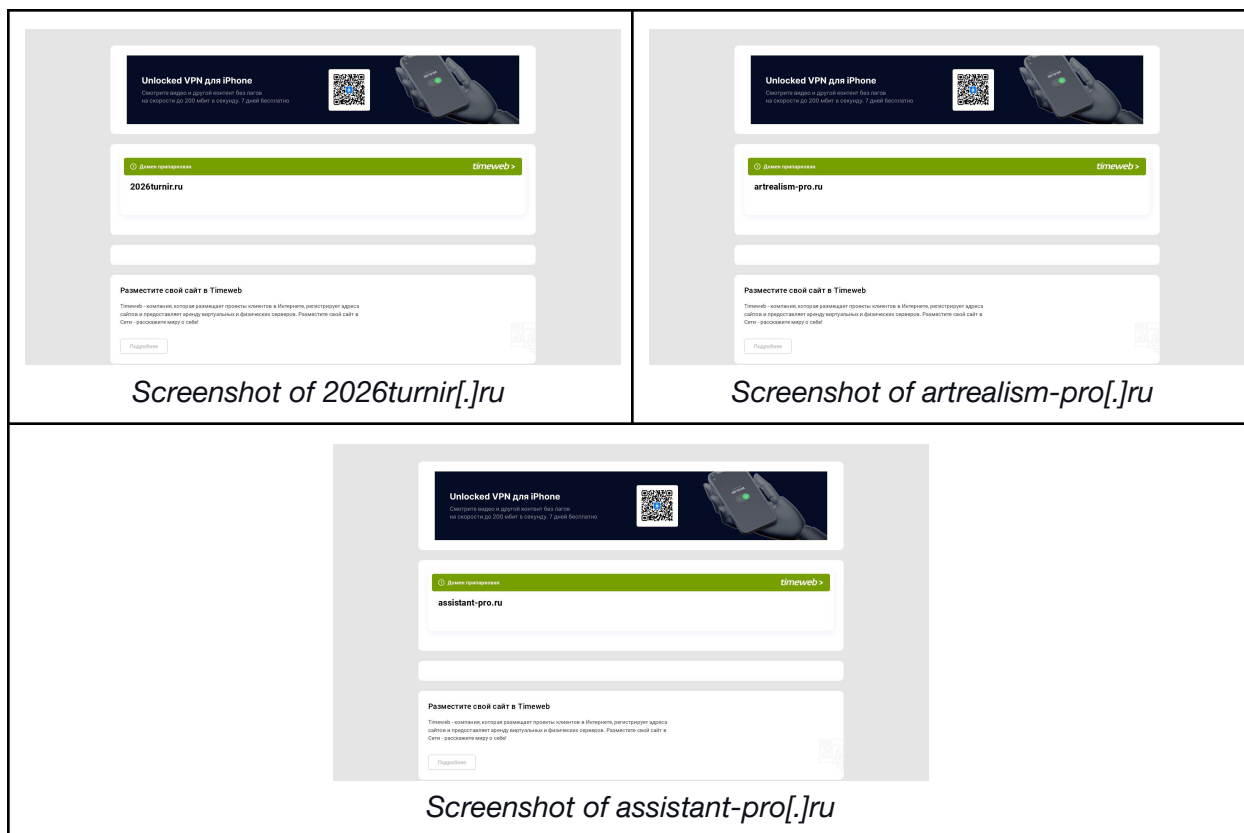 Unlocked VPN для iPhone
Смотрите видео и другой контент без лагов
на скорости до 200 мбит в секунду. 7 дней бесплатно
Домен припаркован
timeweb >
2026turnir.ru
Разместите свой сайт в Timeweb
Timeweb - компания, которая размещает проекты клиентов в Интернете, регистрирует адреса
сайтов и предоставляет аренду виртуальных и физических серверов. Разместите свой сайт в
Сети - расскажите миру о себе!
Подробнее
Screenshot of 2026turnir[.]ru
Unlocked VPN для iPhone
Смотрите видео и другой контент без лагов
на скорости до 200 мбит в секунду. 7 дней бесплатно
Домен припаркован
timeweb >
artrealism-pro.ru
Разместите свой сайт в Timeweb
Timeweb - компания, которая размещает проекты клиентов в Интернете, регистрирует адреса
сайтов и предоставляет аренду виртуальных и физических серверов. Разместите свой сайт в
Сети - расскажите миру о себе!
Подробнее
Screenshot of artrealism-pro[.]ru
Unlocked VPN для iPhone
Смотрите видео и другой контент без лагов
на скорости до 200 мбит в секунду. 7 дней бесплатно
Домен припаркован
timeweb >
assistant-pro.ru
Разместите свой сайт в Timeweb
Timeweb - компания, которая размещает проекты клиентов в Интернете, регистрирует адреса
сайтов и предоставляет аренду виртуальных и физических серверов. Разместите свой сайт в
Сети - расскажите миру о себе!
Подробнее
Screenshot of assistant-pro[.]ru